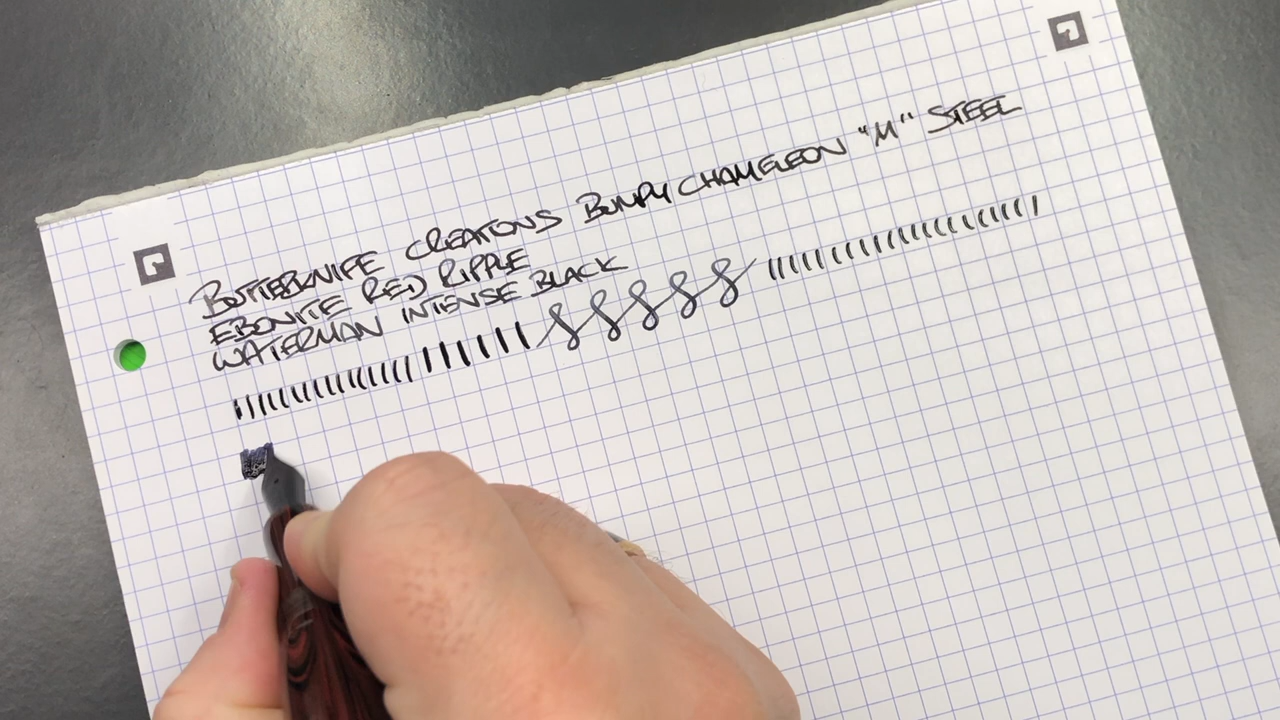 BUTTERKNIFE CREATIONS BUMPY CHAMELEON "M" STEEL
EBONITE RED RIPPLE
WATERMAN INTENSE BLACK